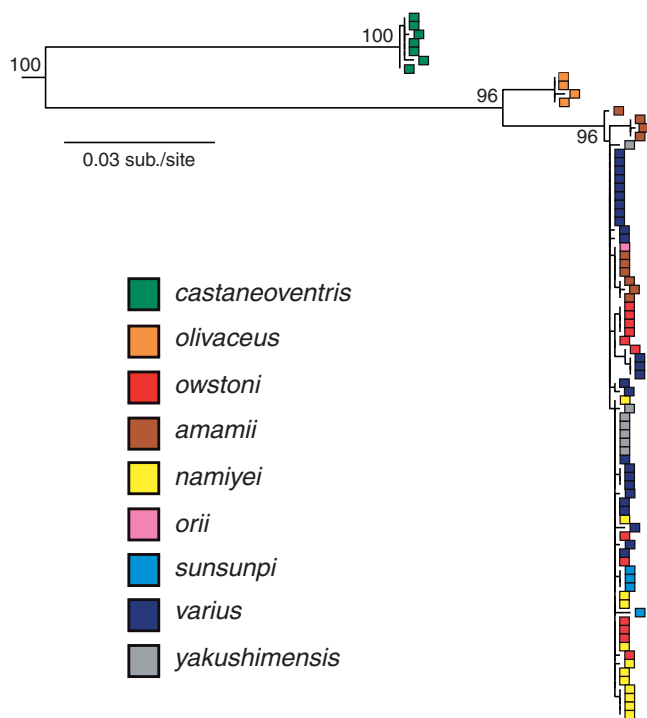 100
100
96
96
0.03 sub./site
castaneoventris
olivaceus
owstoni
amamii
namiyei
orii
sunsunpi
varius
yakushimensis